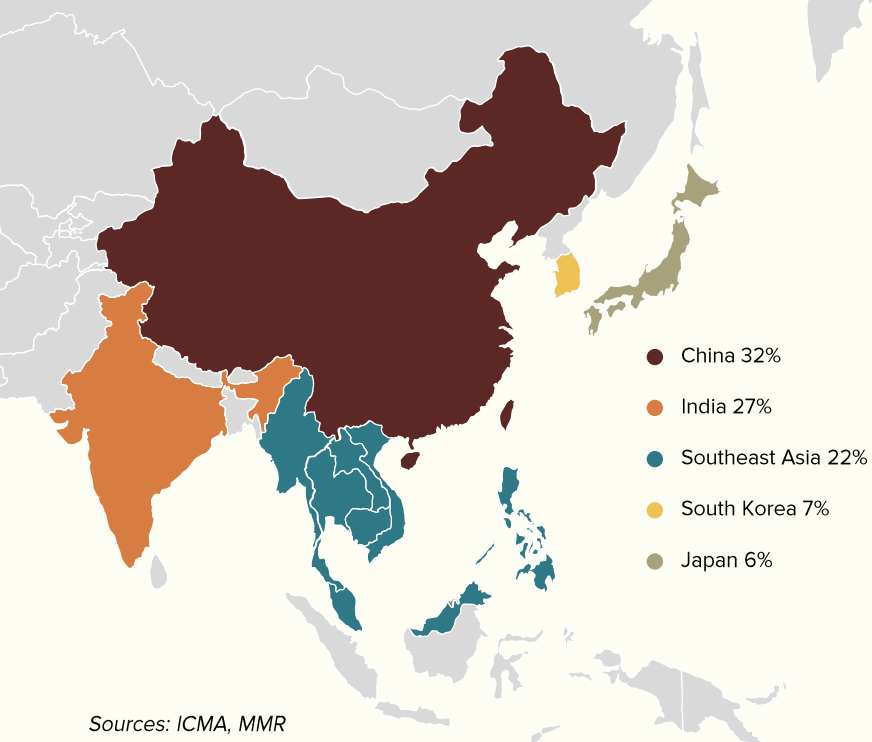 China 32%
India 27%
Southeast Asia 22%
South Korea 7%
Japan 6%
Sources: ICMA, MMR